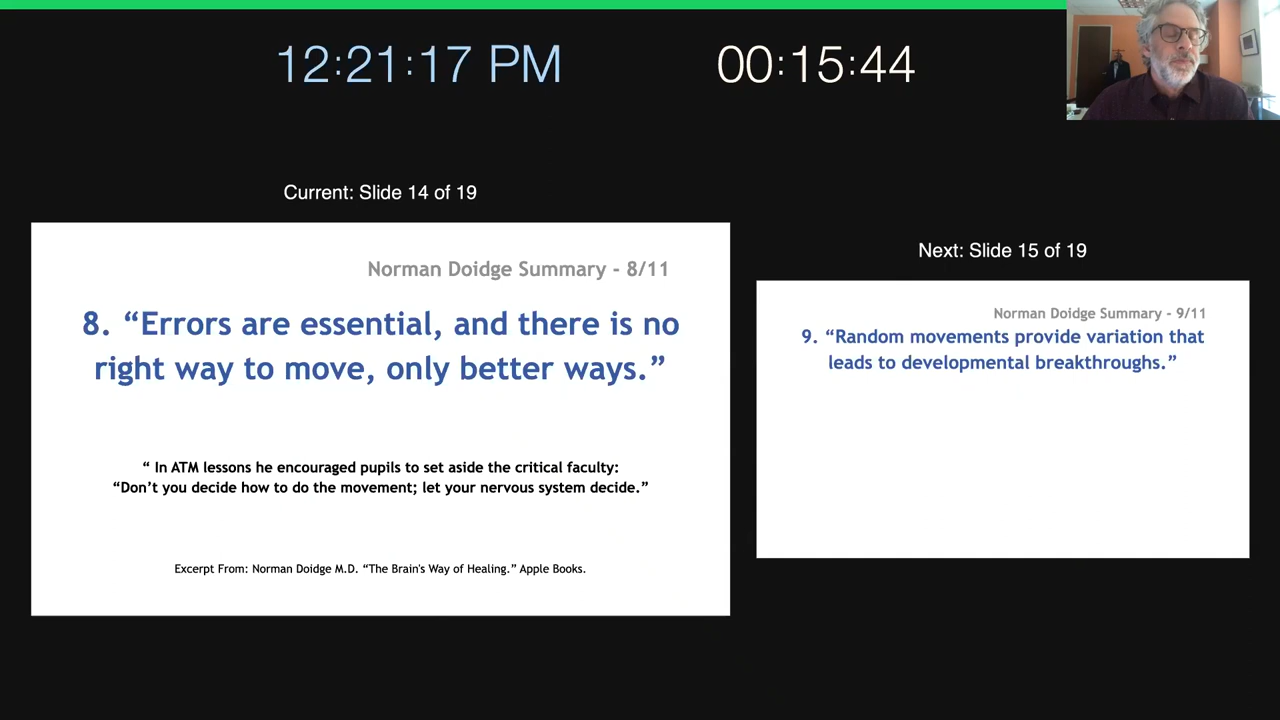 12:21:17 PM
00:15:44
Current: Slide 14 of 19
Norman Doidge Summary - 8/11
8. “Errors are essential, and there is no
right way to move, only better ways.”
“ In ATM lessons he encouraged pupils to set aside the critical faculty:
“Don’t you decide how to do the movement; let your nervous system decide.”
Excerpt From: Norman Doidge M.D. “The Brain's Way of Healing.” Apple Books.
Next: Slide 15 of 19
Norman Doidge Summary - 9/11
9. “Random movements provide variation that
leads to developmental breakthroughs.”